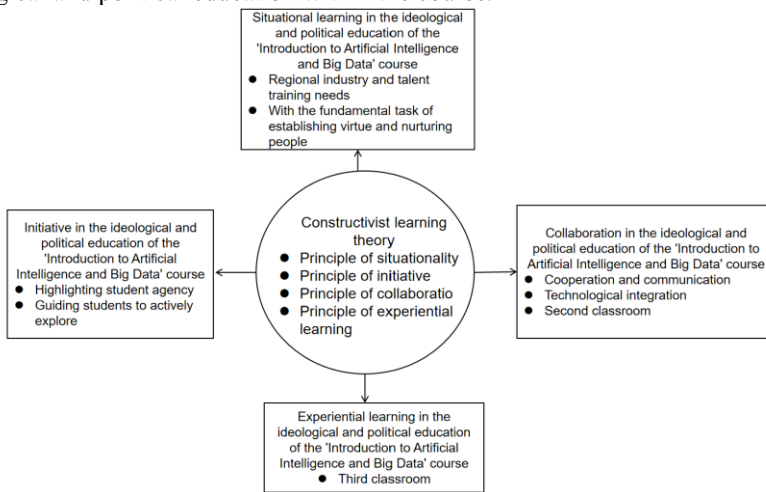 Situational learning in the ideological
and political education of the
'Introduction to Artificial Intelligence
and Big Data' course
● Regional industry and talent
training needs
● With the fundamental task of
establishing virtue and nurturing
people
Initiative in the ideological and
political education of the
'Introduction to Artificial
Intelligence and Big Data' course
● Highlighting student agency
● Guiding students to actively
explore
Constructivist learning
theory
● Principle of situationality
● Principle of initiative
● Principle of collaboratio
● Principle of experiential
learning
Collaboration in the ideological and
political education of the 'Introduction to
Artificial Intelligence and Big Data' course
● Cooperation and communication
● Technological integration
● Second classroom
Experiential learning in the
ideological and political education
of the 'Introduction to Artificial
Intelligence and Big Data' course
● Third classroom